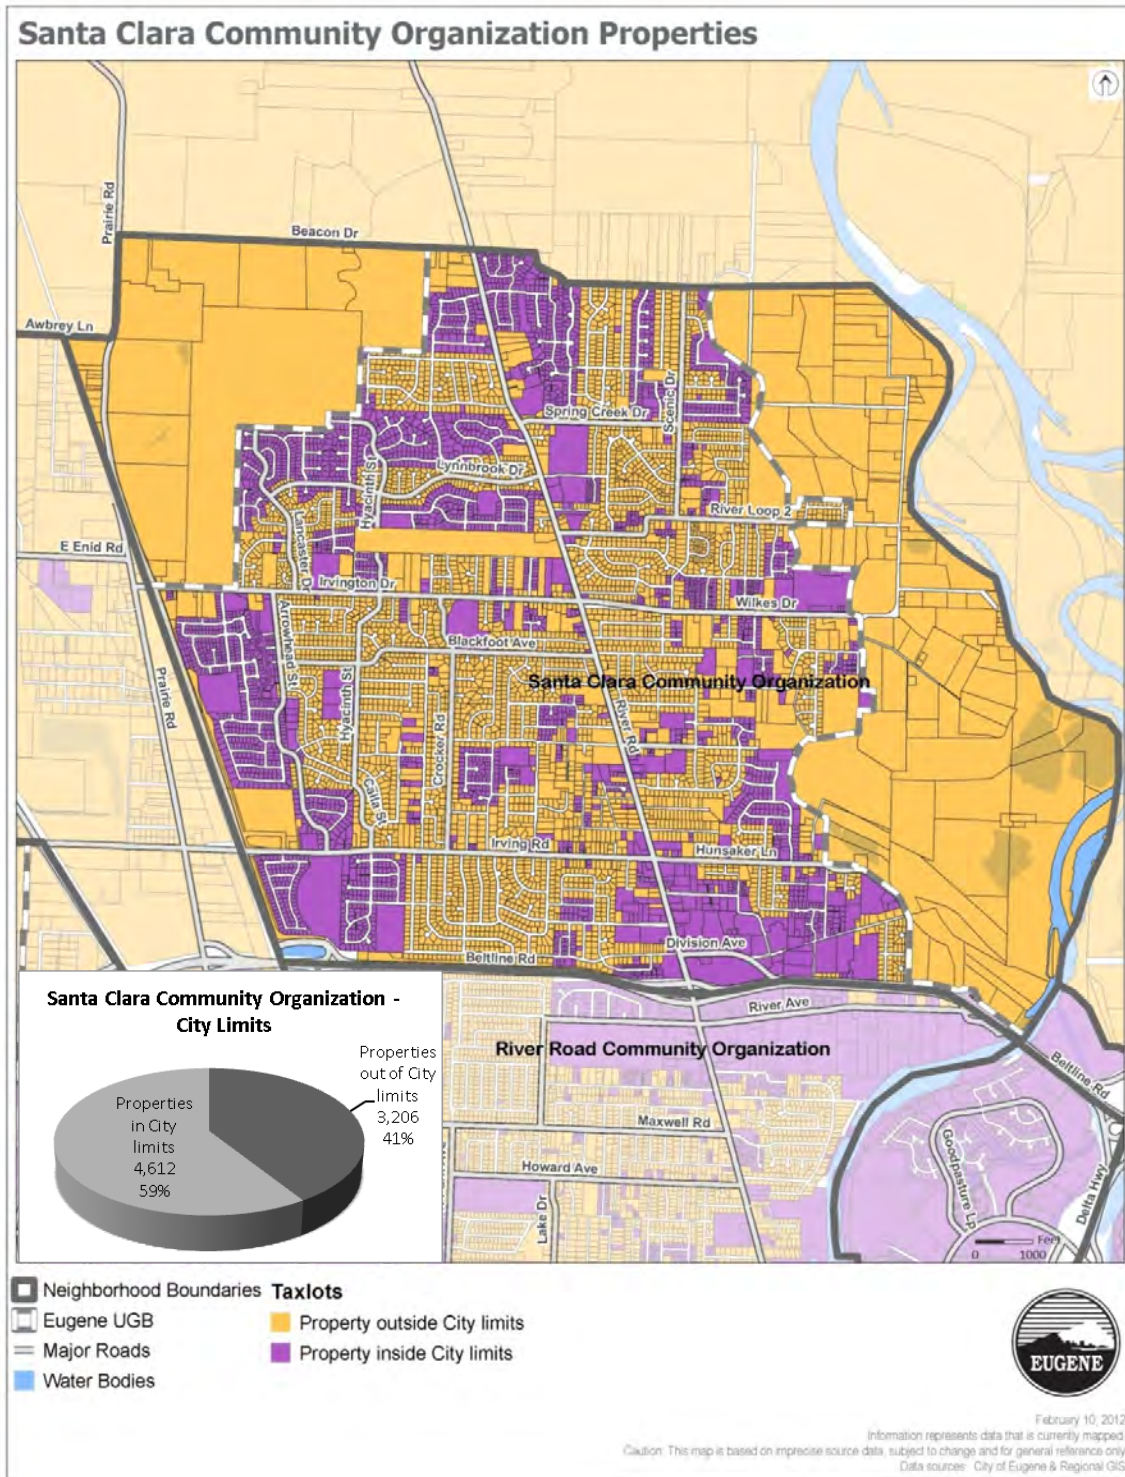 Santa Clara Community Organization Properties
Prairie Rd
Beacon Dr
Awbrey Ln
Spring Creek Dr
Scenic Dr
Lynnbrook Dr
Hyacinth St
River Loop 2
Lancaster Dr
E Enid Rd
Irvington Dr
Wilkes Dr
Arrowhead St
Blackfoot Ave
Santa Clara Community Organization
Prairie Rd
Hyacinth St
River Rd
Crocker Rd
Calla St
Irving Rd
Hunsaker Ln
Division Ave
Beltline Rd
River Ave
River Road Community Organization
Beltline Rd
Maxwell Rd
Howard Ave
Goodpasture Lp
Lake Dr
Delta Hwy
Feet
0 1000
Santa Clara Community Organization -
City Limits
Properties
out of City
limits
3,206
41%
Properties
in City
limits
4,612
59%
Neighborhood Boundaries
Eugene UGB
Major Roads
Water Bodies
Taxlots
Property outside City limits
Property inside City limits
EUGENE
February 10, 2012
Information represents data that is currently mapped
Caution: This map is based on imprecise source data, subject to change and for general reference only
Data sources: City of Eugene & Regional GIS